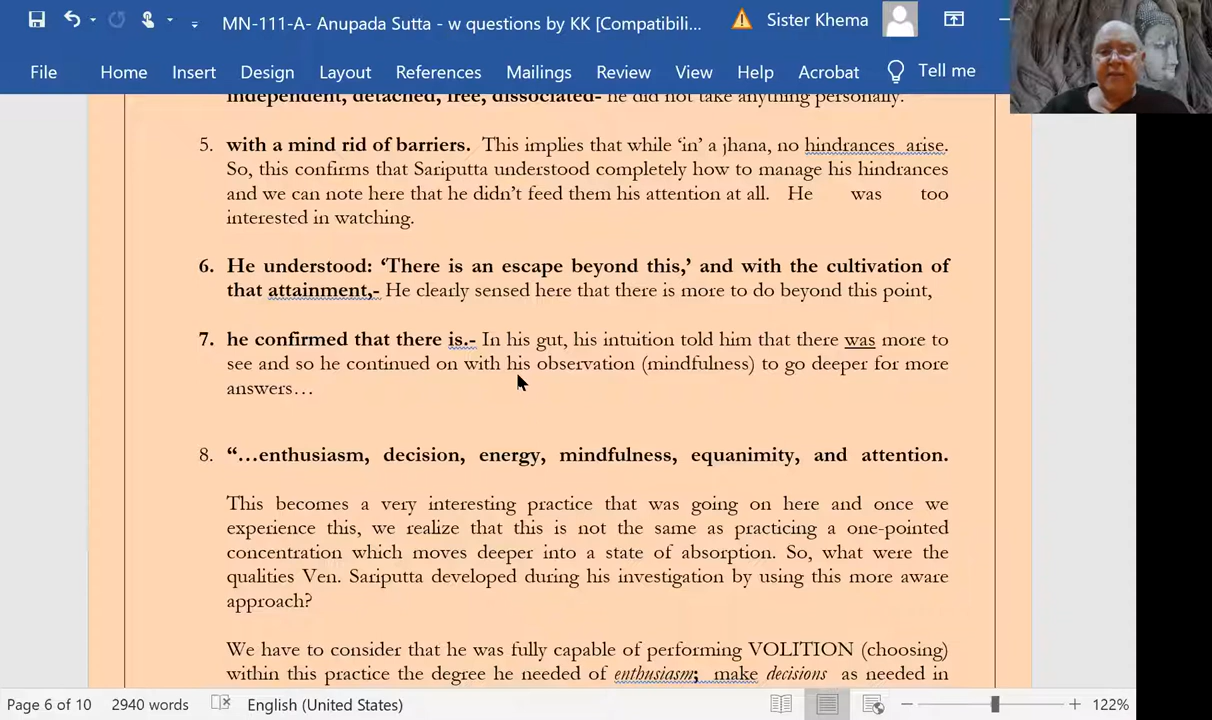 MN-111-A- Anupada Sutta - w questions by KK [Compatibili...
Sister Khema
File Home Insert Design Layout References Mailings Review View Help Acrobat Tell me
independent, detached, free, dissociated- he did not take anything personally.
5. with a mind rid of barriers. This implies that while ‘in’ a jhana, no hindrances arise.
So, this confirms that Sariputta understood completely how to manage his hindrances
and we can note here that he didn’t feed them his attention at all. He was too
interested in watching.
6. He understood: ‘There is an escape beyond this,’ and with the cultivation of
that attainment,- He clearly sensed here that there is more to do beyond this point,
7. he confirmed that there is.- In his gut, his intuition told him that there was more to
see and so he continued on with his observation (mindfulness) to go deeper for more
answers…
8. “…enthusiasm, decision, energy, mindfulness, equanimity, and attention.
This becomes a very interesting practice that was going on here and once we
experience this, we realize that this is not the same as practicing a one-pointed
concentration which moves deeper into a state of absorption. So, what were the
qualities Ven. Sariputta developed during his investigation by using this more aware
approach?
We have to consider that he was fully capable of performing VOLITION (choosing)
within this practice the degree he needed of enthusiasm; make decisions as needed in
Page 6 of 10 2940 words English (United States) 122%